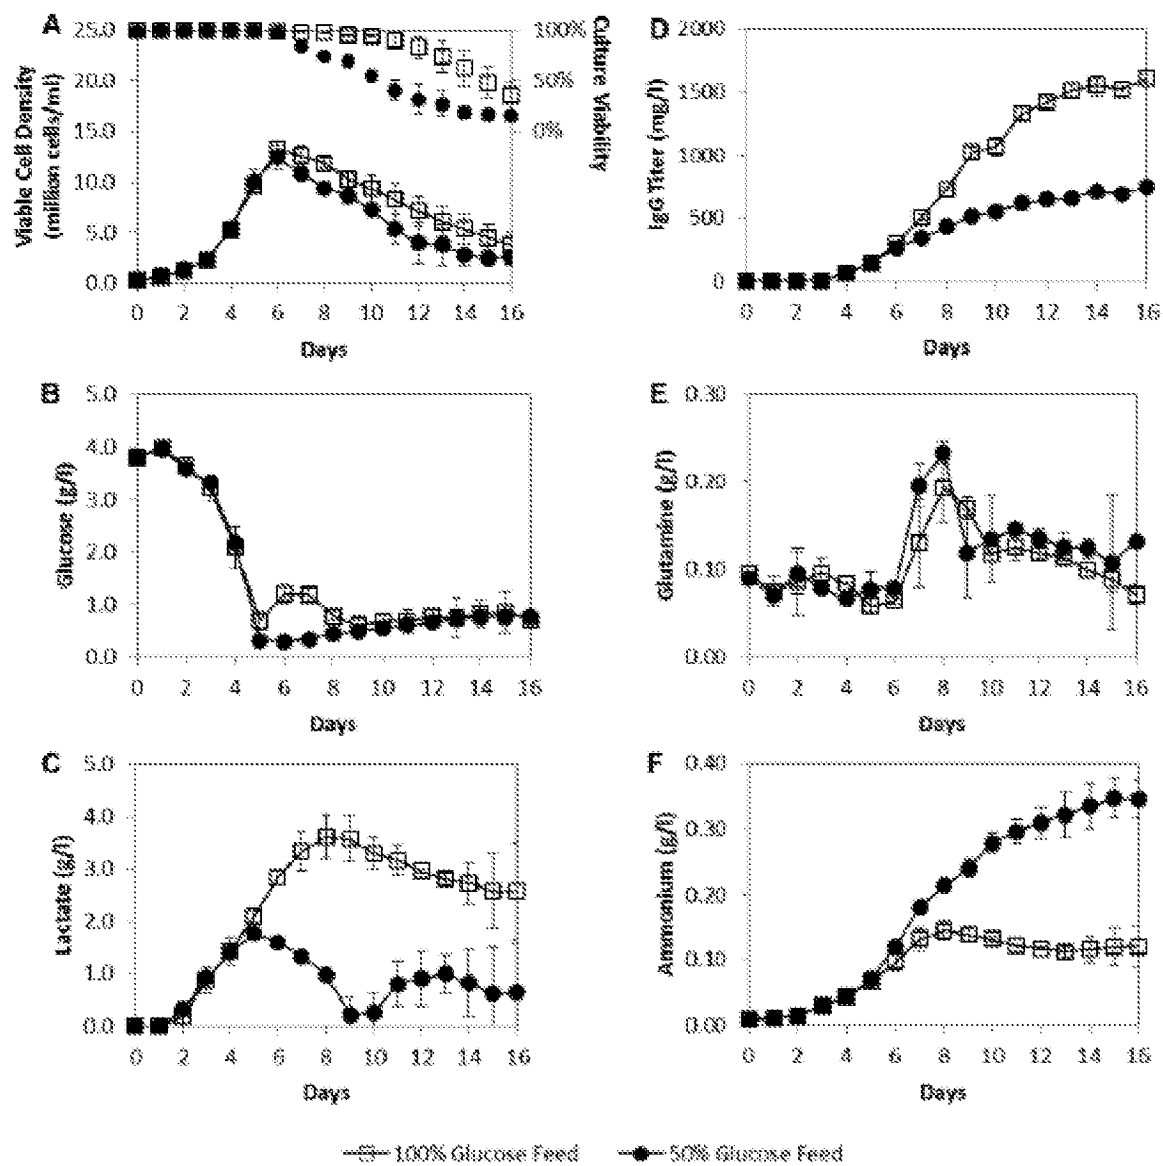 A
25.0
20.0
15.0
10.0
5.0
0.0
Viable Cell Density
(million cells/ml)
100%
50%
0%
Culture Viability
0 2 4 6 8 10 12 14 16
Days
D
2000
1500
1000
500
0
IgG Titer (mg/l)
0 2 4 6 8 10 12 14 16
Days
B
5.0
4.0
3.0
2.0
1.0
0.0
Glucose (g/l)
0 2 4 6 8 10 12 14 16
Days
E
0.30
0.20
0.10
0.00
Glutamine (g/l)
0 2 4 6 8 10 12 14 16
Days
C
5.0
4.0
3.0
2.0
1.0
0.0
Lactate (g/l)
0 2 4 6 8 10 12 14 16
Days
F
0.40
0.30
0.20
0.10
0.00
Ammonium (g/l)
0 2 4 6 8 10 12 14 16
Days
100% Glucose Feed 50% Glucose Feed